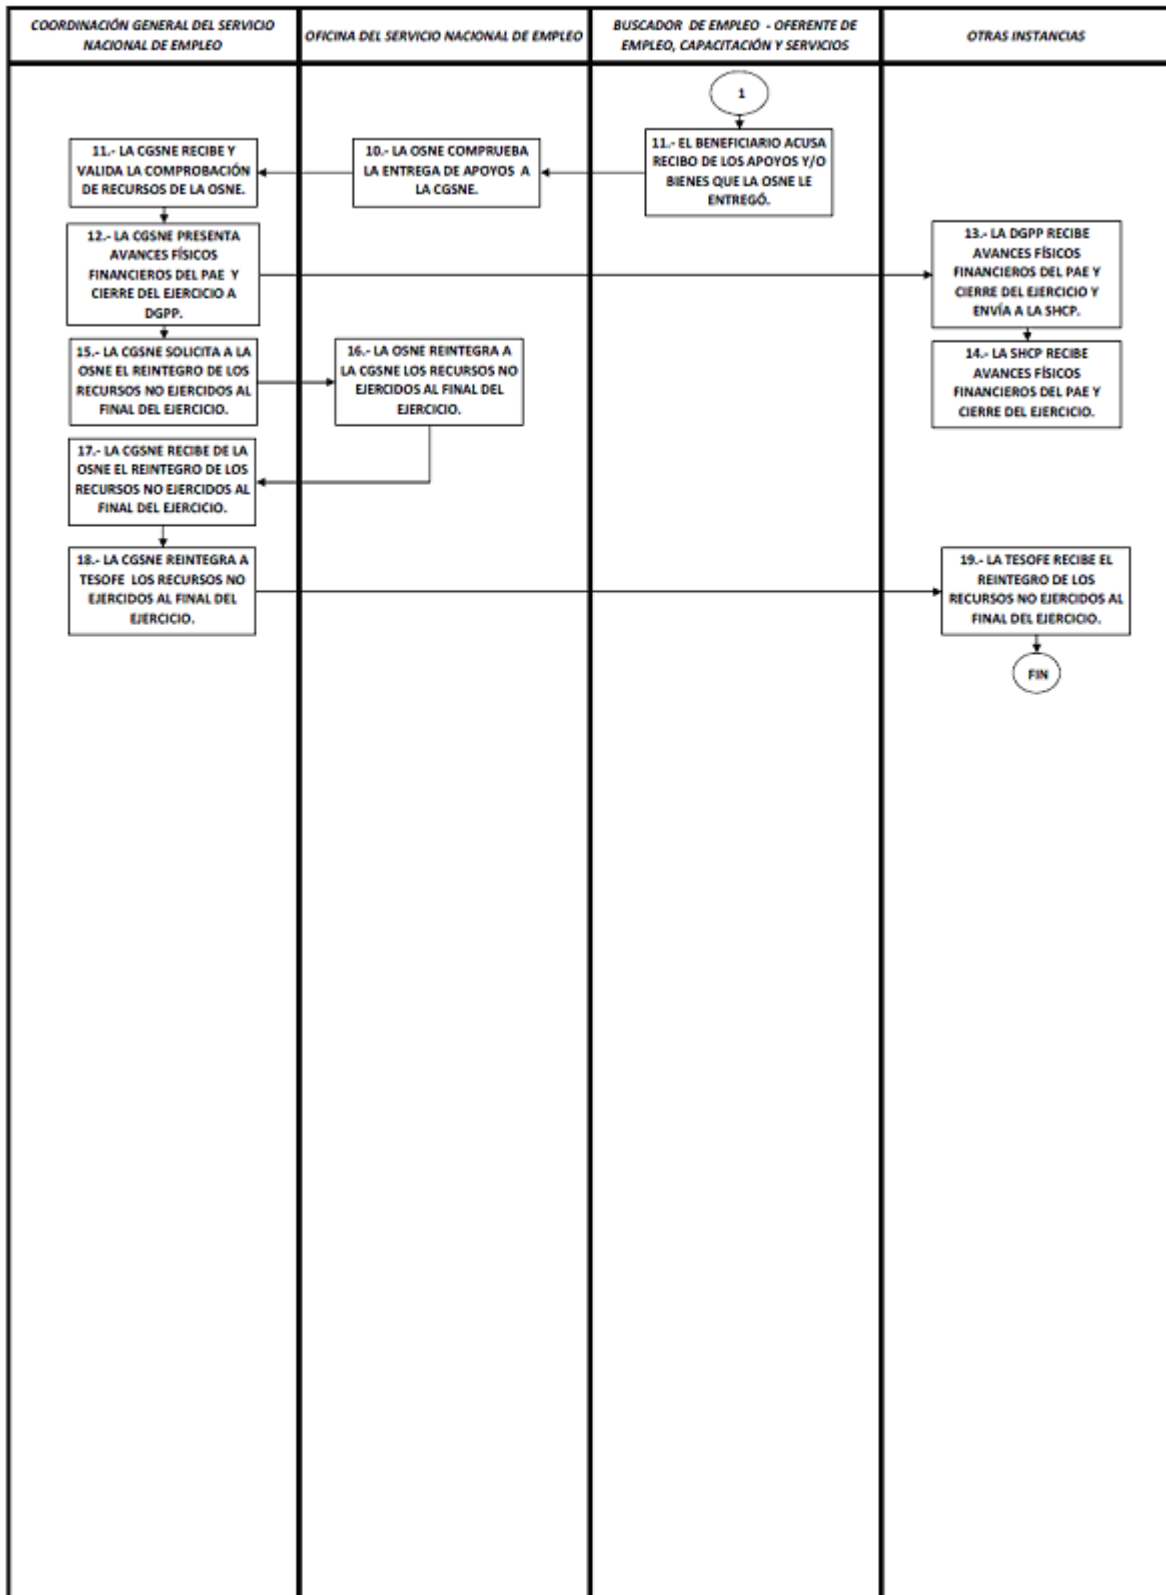 COORDINACIÓN GENERAL DEL SERVICIO
NACIONAL DE EMPLEO
OFICINA DEL SERVICIO NACIONAL DE EMPLEO
BUSCADOR DE EMPLEO - OFERENTE DE
EMPLEO, CAPACITACIÓN Y SERVICIOS
OTRAS INSTANCIAS
1
11.- EL BENEFICIARIO ACUSA
RECIBO DE LOS APOYOS Y/O
BIENES QUE LA OSNE LE
ENTREGÓ.
10.- LA OSNE COMPRUEBA
LA ENTREGA DE APOYOS A
LA CGSNE.
11.- LA CGSNE RECIBE Y
VALIDA LA COMPROBACIÓN
DE RECURSOS DE LA OSNE.
12.- LA CGSNE PRESENTA
AVANCES FÍSICOS
FINANCIEROS DEL PAE Y
CIERRE DEL EJERCICIO A
DGPP.
13.- LA DGPP RECIBE
AVANCES FÍSICOS
FINANCIEROS DEL PAE Y
CIERRE DEL EJERCICIO Y
ENVÍA A LA SHCP.
14.- LA SHCP RECIBE
AVANCES FÍSICOS
FINANCIEROS DEL PAE Y
CIERRE DEL EJERCICIO.
15.- LA CGSNE SOLICITA A LA
OSNE EL REINTEGRO DE LOS
RECURSOS NO EJERCIDOS AL
FINAL DEL EJERCICIO.
16.- LA OSNE REINTEGRA A
LA CGSNE LOS RECURSOS NO
EJERCIDOS AL FINAL DEL
EJERCICIO.
17.- LA CGSNE RECIBE DE LA
OSNE EL REINTEGRO DE LOS
RECURSOS NO EJERCIDOS AL
FINAL DEL EJERCICIO.
18.- LA CGSNE REINTEGRA A
TESOFE LOS RECURSOS NO
EJERCIDOS AL FINAL DEL
EJERCICIO.
19.- LA TESOFE RECIBE EL
REINTEGRO DE LOS
RECURSOS NO EJERCIDOS AL
FINAL DEL EJERCICIO.
FIN